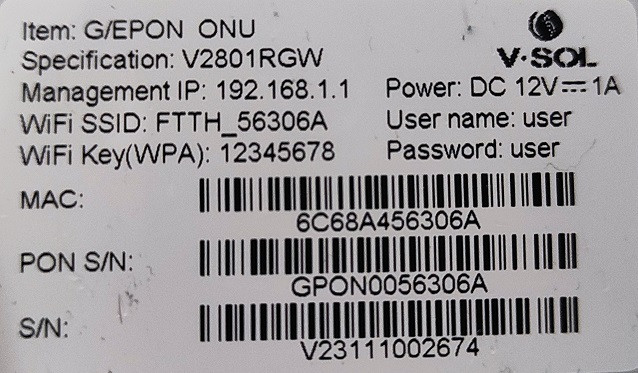 Item: G/EPON ONU
V·SOL
Specification: V2801RGW
Management IP: 192.168.1.1 Power: DC 12V⎓1A
WiFi SSID: FTTH_56306A User name: user
WiFi Key(WPA): 12345678 Password: user
MAC:
6C68A456306A
PON S/N:
GPON0056306A
S/N:
V23111002674